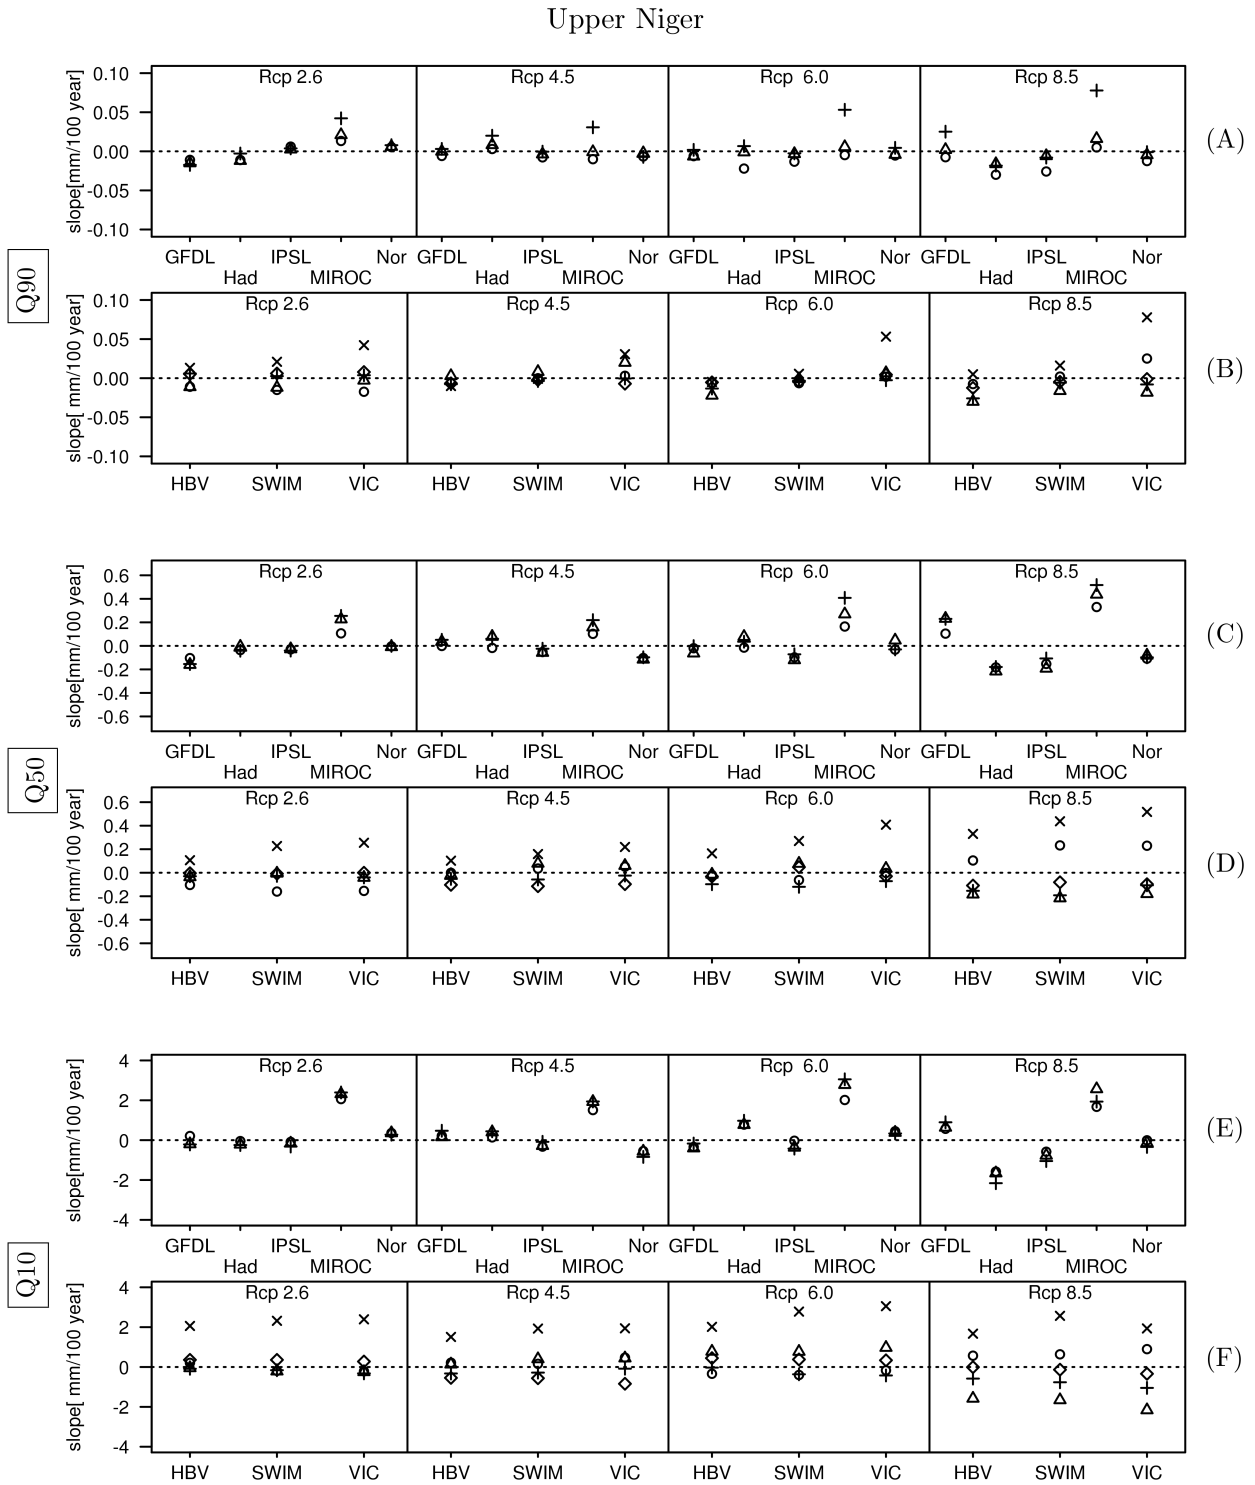 Upper Niger
Q90
slope[mm/100 year]
Rcp 2.6 Rcp 4.5 Rcp 6.0 Rcp 8.5
0.10
0.05
0.00
-0.05
-0.10
(A)
GFDL IPSL Nor GFDL IPSL Nor GFDL IPSL Nor GFDL IPSL Nor
Had MIROC Had MIROC Had MIROC Had MIROC
slope[ mm/100 year]
Rcp 2.6 Rcp 4.5 Rcp 6.0 Rcp 8.5
0.10
0.05
0.00
-0.05
-0.10
(B)
HBV SWIM VIC HBV SWIM VIC HBV SWIM VIC HBV SWIM VIC
Q50
slope[mm/100 year]
Rcp 2.6 Rcp 4.5 Rcp 6.0 Rcp 8.5
0.6
0.4
0.2
0.0
-0.2
-0.4
-0.6
(C)
GFDL IPSL Nor GFDL IPSL Nor GFDL IPSL Nor GFDL IPSL Nor
Had MIROC Had MIROC Had MIROC Had MIROC
slope[ mm/100 year]
Rcp 2.6 Rcp 4.5 Rcp 6.0 Rcp 8.5
0.6
0.4
0.2
0.0
-0.2
-0.4
-0.6
(D)
HBV SWIM VIC HBV SWIM VIC HBV SWIM VIC HBV SWIM VIC
Q10
slope[mm/100 year]
Rcp 2.6 Rcp 4.5 Rcp 6.0 Rcp 8.5
4
2
0
-2
-4
(E)
GFDL IPSL Nor GFDL IPSL Nor GFDL IPSL Nor GFDL IPSL Nor
Had MIROC Had MIROC Had MIROC Had MIROC
slope[ mm/100 year]
Rcp 2.6 Rcp 4.5 Rcp 6.0 Rcp 8.5
4
2
0
-2
-4
(F)
HBV SWIM VIC HBV SWIM VIC HBV SWIM VIC HBV SWIM VIC